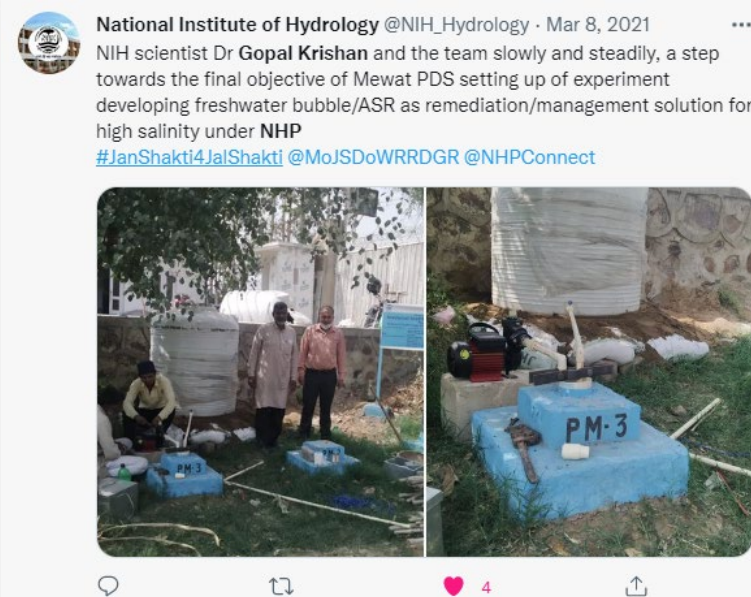 National Institute of Hydrology @NIH_Hydrology · Mar 8, 2021
NIH scientist Dr Gopal Krishan and the team slowly and steadily, a step
towards the final objective of Mewat PDS setting up of experiment
developing freshwater bubble/ASR as remediation/management solution for
high salinity under NHP
#JanShakti4JalShakti @MoJSDoWRRDGR @NHPConnect
PM-3
PM-3
4